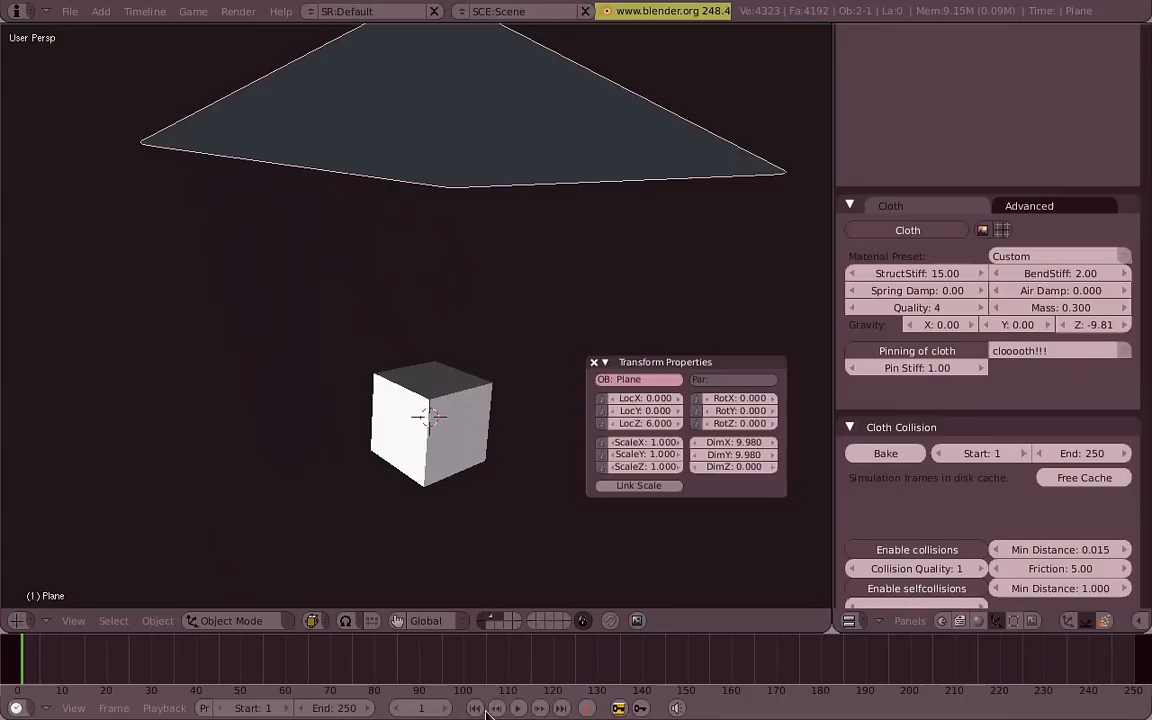 File Add Timeline Game Render Help SR:Default SCE:Scene www.blender.org 248.4 Ve:4323 | Fa:4192 | Ob:2-1 | La:0 | Mem:9.15M (0.09M) | Time: | Plane
User Persp
Cloth Advanced
Cloth
Material Preset: Custom
StructStiff: 15.00 BendStiff: 2.00
Spring Damp: 0.00 Air Damp: 0.000
Quality: 4 Mass: 0.300
Gravity: X: 0.00 Y: 0.00 Z: -9.81
Pinning of cloth clooooth!!!
Pin Stiff: 1.00
Transform Properties
OB: Plane Par:
LocX: 0.000 RotX: 0.000
LocY: 0.000 RotY: 0.000
LocZ: 6.000 RotZ: 0.000
ScaleX: 1.000 DimX: 9.980
ScaleY: 1.000 DimY: 9.980
ScaleZ: 1.000 DimZ: 0.000
Link Scale
Cloth Collision
Bake Start: 1 End: 250
Simulation frames in disk cache. Free Cache
Enable collisions Min Distance: 0.015
Collision Quality: 1 Friction: 5.00
Enable selfcollisions Min Distance: 1.000
(1) Plane
View Select Object Object Mode Global Panels
0 10 20 30 40 50 60 70 80 90 100 110 120 130 140 150 160 170 180 190 200 210 220 230 240 250
View Frame Playback Pr Start: 1 End: 250 1